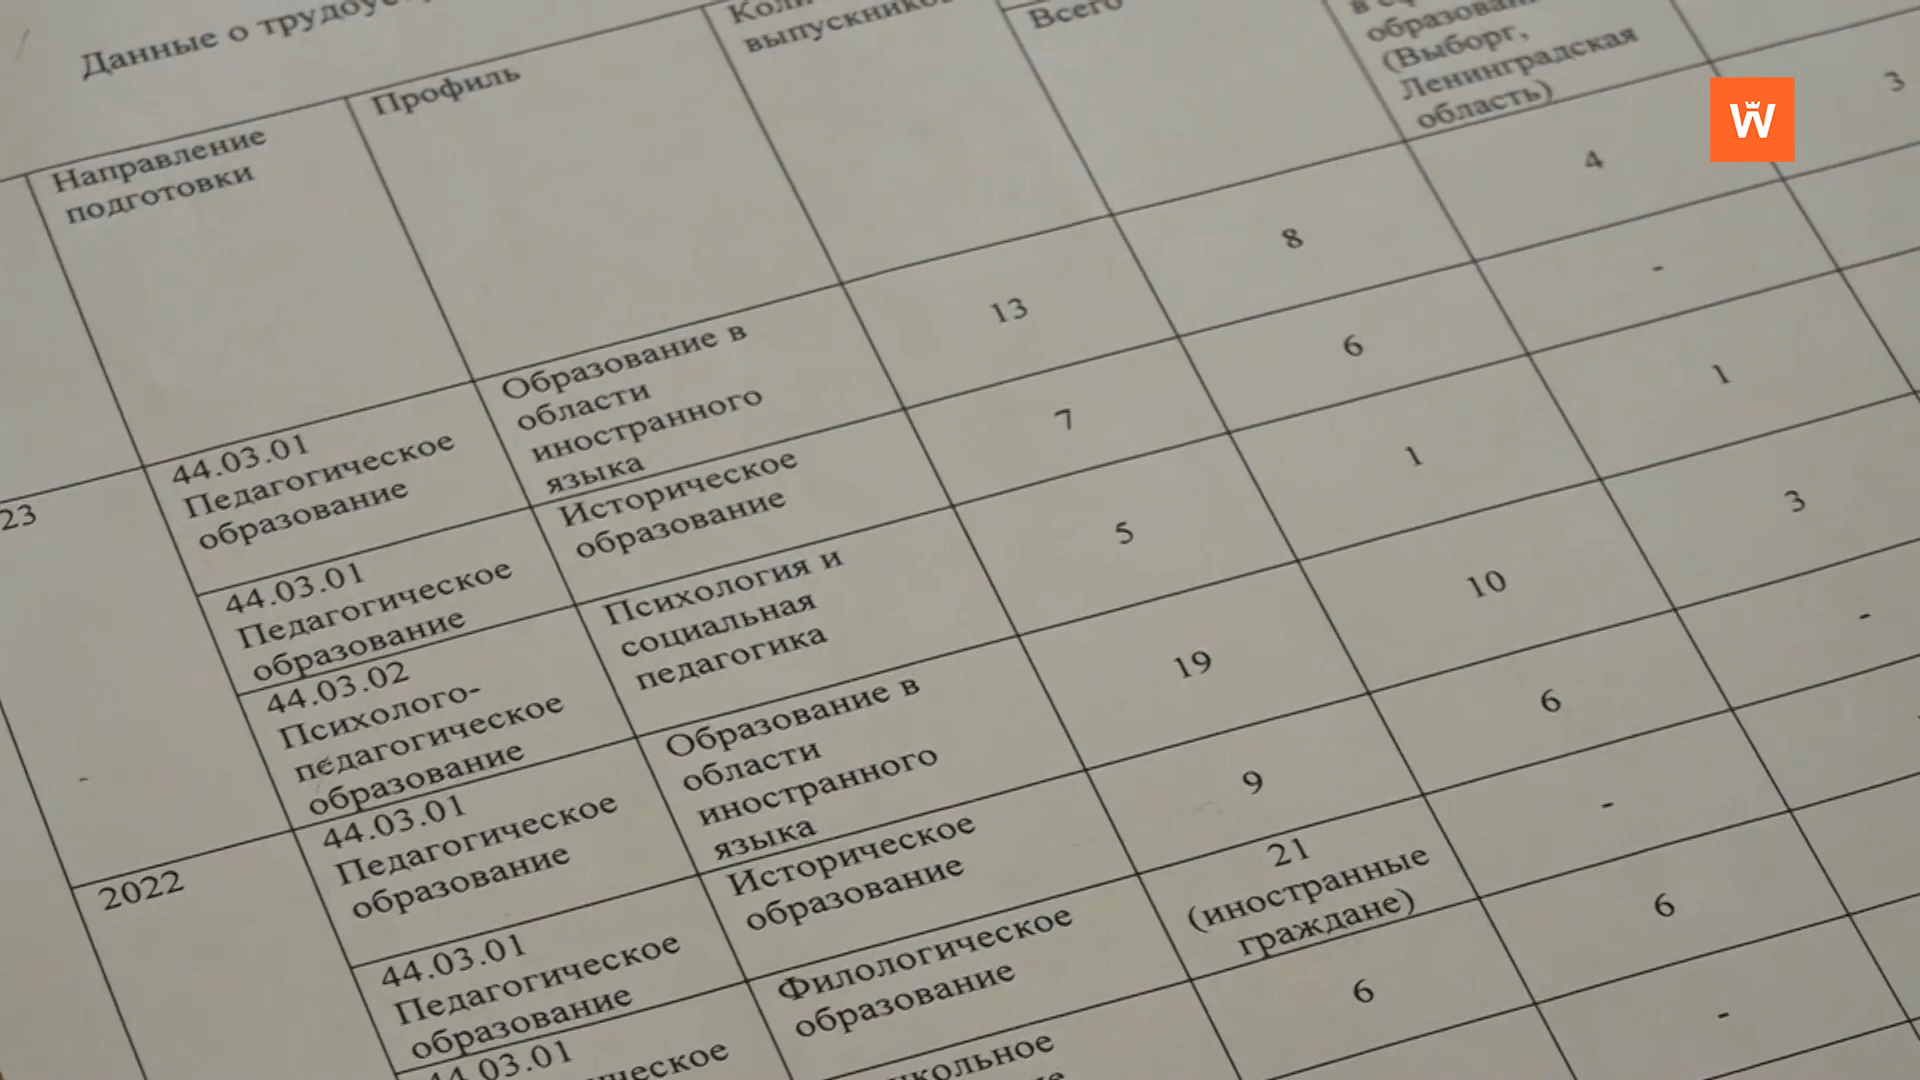 Данные о
Направление
подготовки
Профиль
выпускников
Всего
(Выборг,
Ленинградская
область)
W
23
44.03.01
Педагогическое
образование
Образование в
области
иностранного
языка
13
8
4
3
44.03.01
Педагогическое
образование
Историческое
образование
7
6
-
44.03.02
Психолого-
педагогическое
образование
Психология и
социальная
педагогика
5
1
1
2022
44.03.01
Педагогическое
образование
Образование в
области
иностранного
языка
19
10
3
44.03.01
Педагогическое
образование
Историческое
образование
9
6
-
44.03.01
Филологическое
образование
21
(иностранные
граждане)
-
6
6
-